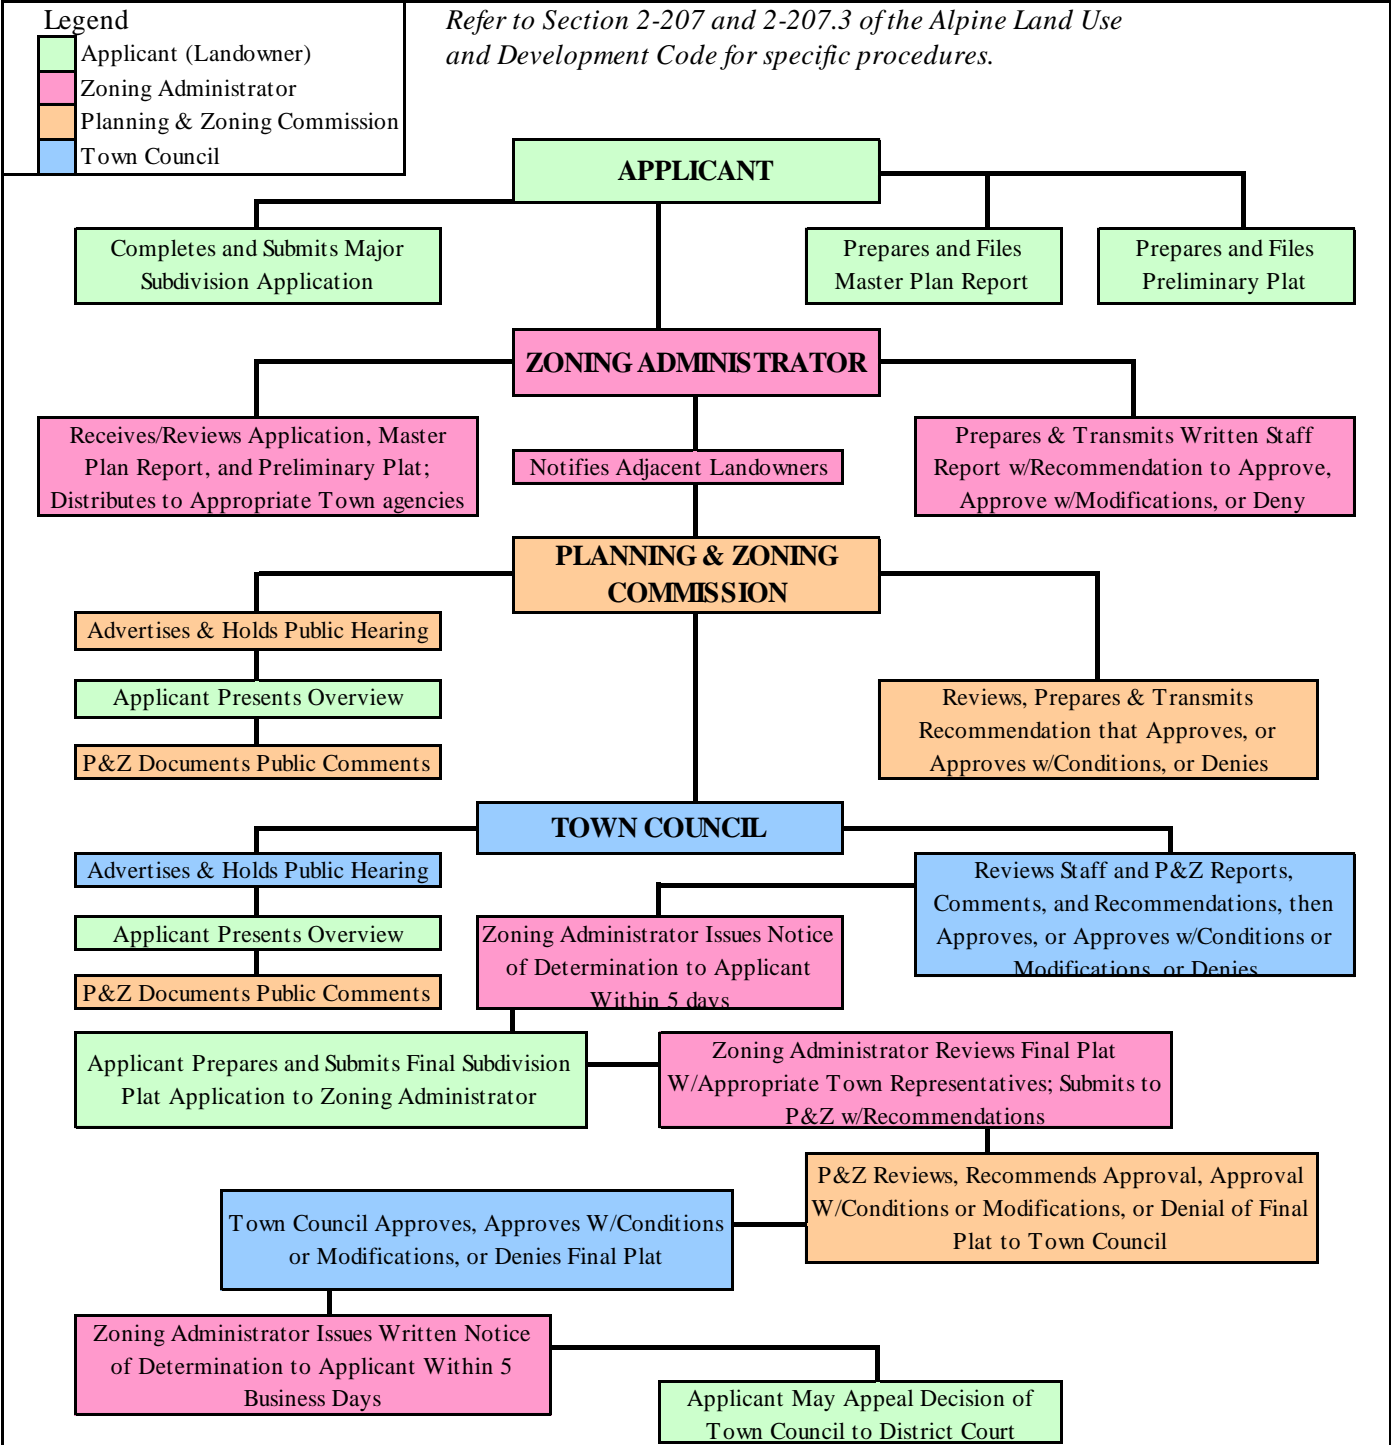 Legend
Applicant (Landowner)
Zoning Administrator
Planning & Zoning Commission
Town Council
Refer to Section 2-207 and 2-207.3 of the Alpine Land Use
and Development Code for specific procedures.
APPLICANT
Completes and Submits Major
Subdivision Application
Prepares and Files
Master Plan Report
Prepares and Files
Preliminary Plat
ZONING ADMINISTRATOR
Receives/Reviews Application, Master
Plan Report, and Preliminary Plat;
Distributes to Appropriate Town agencies
Notifies Adjacent Landowners
Prepares & Transmits Written Staff
Report w/Recommendation to Approve,
Approve w/Modifications, or Deny
PLANNING & ZONING
COMMISSION
Advertises & Holds Public Hearing
Applicant Presents Overview
P&Z Documents Public Comments
Reviews, Prepares & Transmits
Recommendation that Approves, or
Approves w/Conditions, or Denies
TOWN COUNCIL
Advertises & Holds Public Hearing
Applicant Presents Overview
P&Z Documents Public Comments
Reviews Staff and P&Z Reports,
Comments, and Recommendations, then
Approves, or Approves w/Conditions or
Modifications, or Denies
Zoning Administrator Issues Notice
of Determination to Applicant
Within 5 days
Applicant Prepares and Submits Final Subdivision
Plat Application to Zoning Administrator
Zoning Administrator Reviews Final Plat
W/Appropriate Town Representatives; Submits to
P&Z w/Recommendations
P&Z Reviews, Recommends Approval, Approval
W/Conditions or Modifications, or Denial of Final
Plat to Town Council
Town Council Approves, Approves W/Conditions
or Modifications, or Denies Final Plat
Zoning Administrator Issues Written Notice
of Determination to Applicant Within 5
Business Days
Applicant May Appeal Decision of
Town Council to District Court